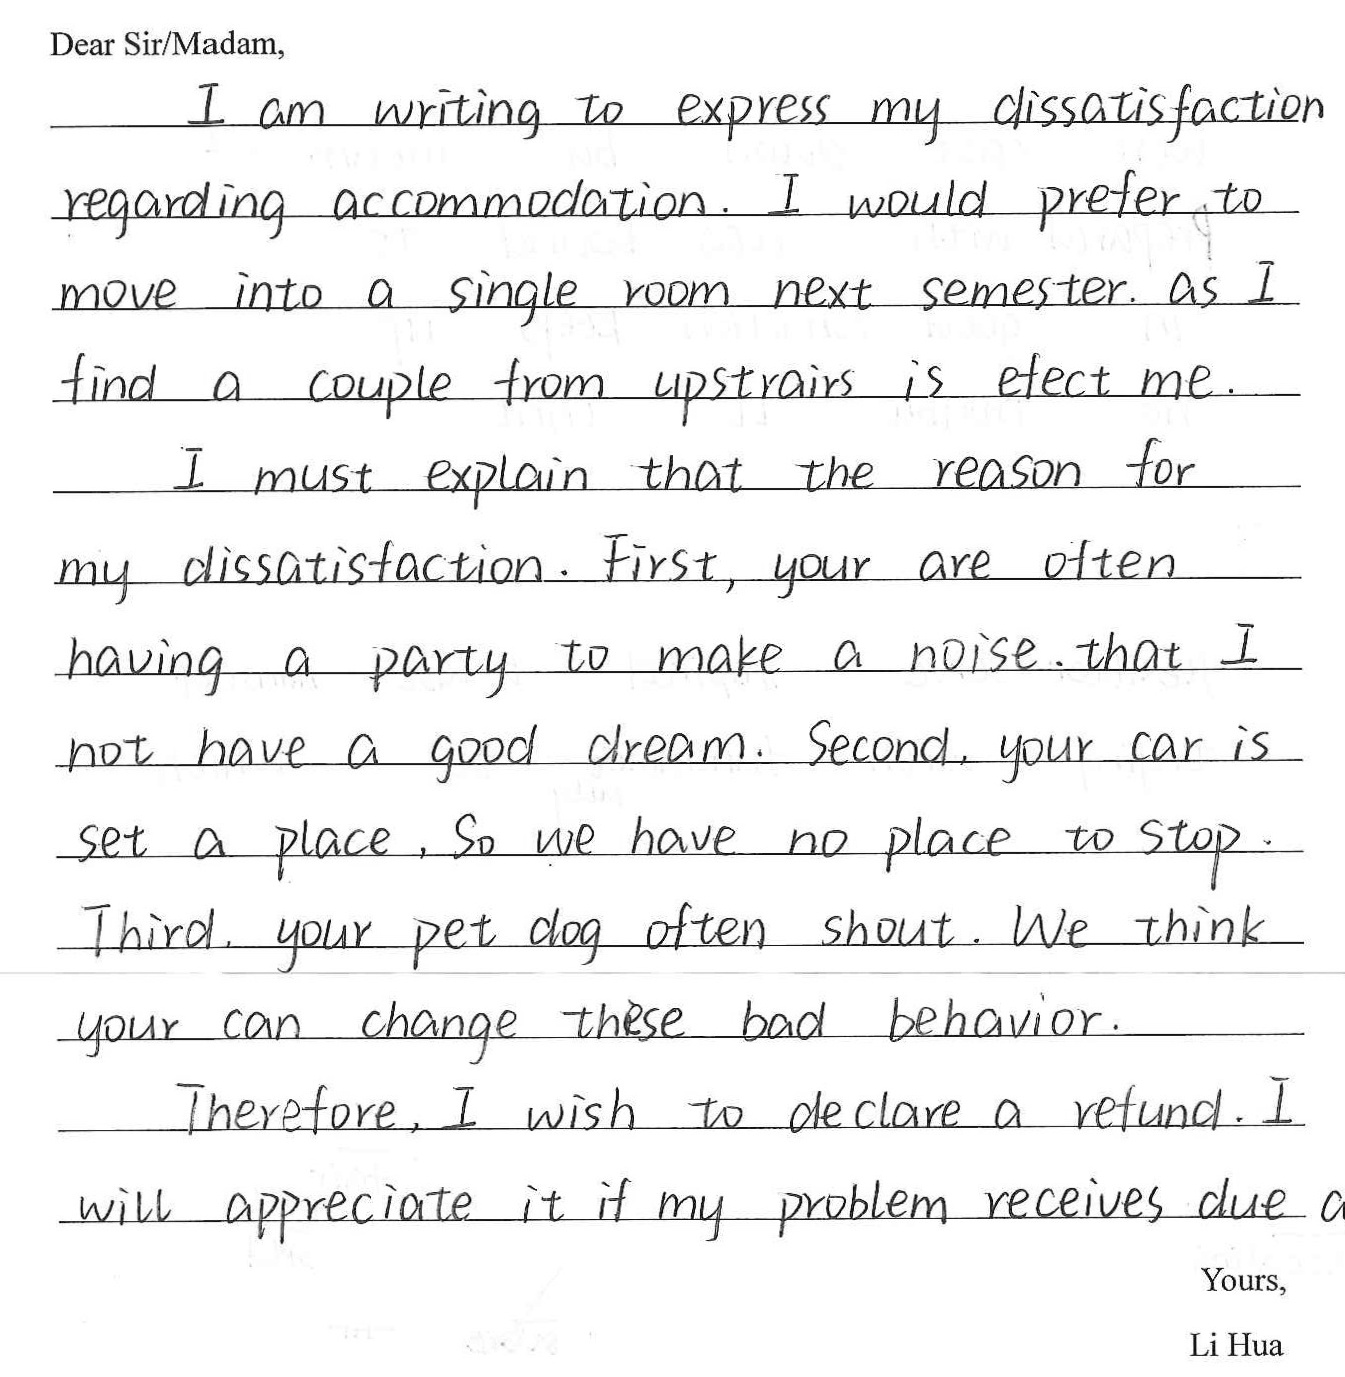 Dear Sir/Madam,
I am writing to express my dissatisfaction
regarding accommodation. I would prefer to
move into a single room next semester. as I
find a couple from upstrairs is efect me.
I must explain that the reason for
my dissatisfaction. First, your are often
having a party to make a noise. that I
not have a good dream. Second, your car is
set a place, So we have no place to stop.
Third, your pet dog often shout. We think
your can change these bad behavior.
Therefore, I wish to declare a refund. I
will appreciate it if my problem receives due
Yours,
Li Hua